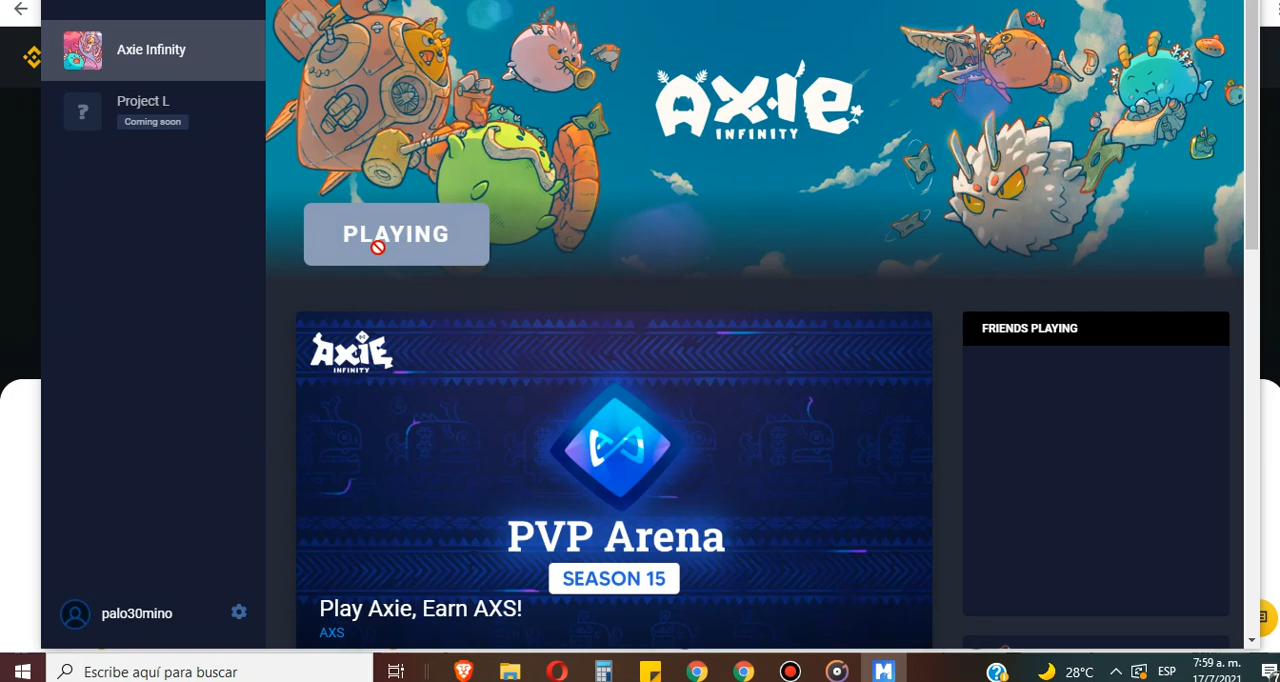 Axie Infinity
Project L
Coming soon
AXIE
INFINITY
PLAYING
AXIE
INFINITY
PVP Arena
SEASON 15
Play Axie, Earn AXS!
AXS
FRIENDS PLAYING
palo30mino
Escribe aquí para buscar
28°C
ESP
7:59 a. m.
17/7/2021